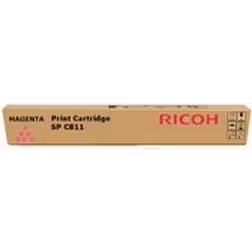 MAGENTA Print Cartridge RICOH
SP C811